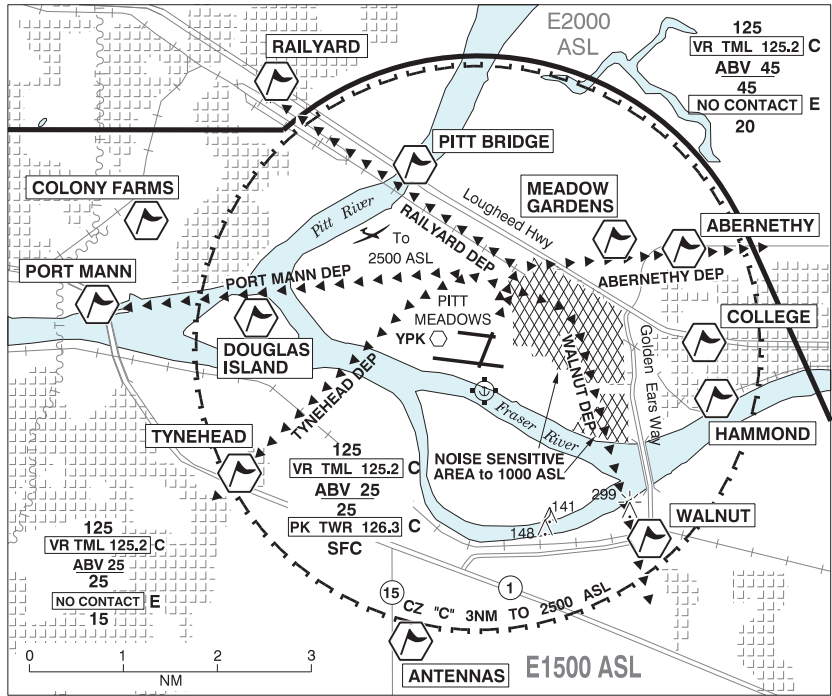 RAILYARD
E2000
ASL
125
VR TML 125.2 C
ABV 45
45
NO CONTACT E
20
PITT BRIDGE
COLONY FARMS
MEADOW
GARDENS
ABERNETHY
Lougheed Hwy
Pitt River
RAILYARD DEP
To
2500 ASL
PORT MANN
PORT MANN DEP
ABERNETHY DEP
PITT
MEADOWS
YPK
COLLEGE
DOUGLAS
ISLAND
WALNUT DEP
Golden Ears Way
TYNEHEAD DEP
Fraser River
HAMMOND
TYNEHEAD
125
VR TML 125.2 C
ABV 25
25
PK TWR 126.3 C
SFC
NOISE SENSITIVE
AREA to 1000 ASL
299
141
148
WALNUT
125
VR TML 125.2 C
ABV 25
25
NO CONTACT E
15
15
1
CZ "C" 3NM TO 2500 ASL
ANTENNAS
E1500 ASL
0 1 2 3
NM